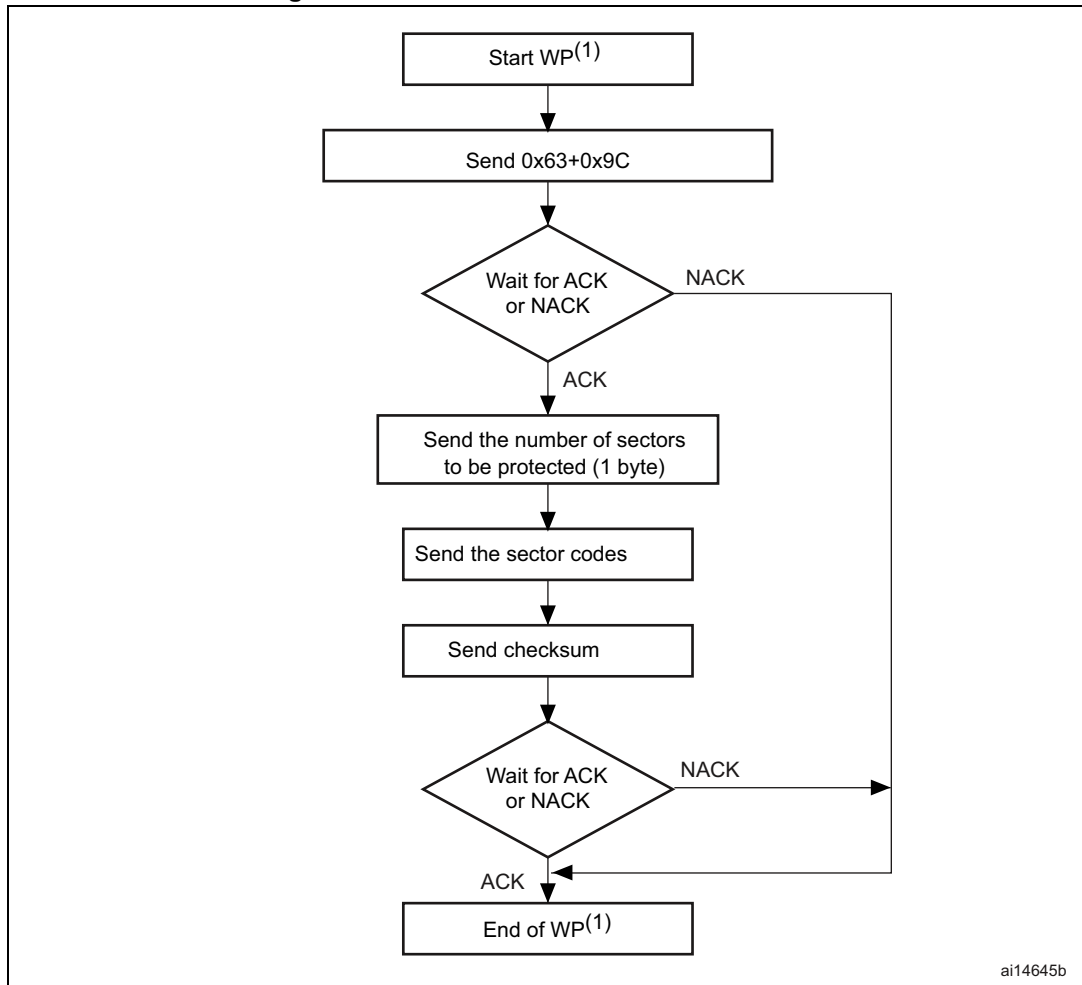 Start WP(1)
Send 0x63+0x9C
Wait for ACK
or NACK
NACK
ACK
Send the number of sectors
to be protected (1 byte)
Send the sector codes
Send checksum
Wait for ACK
or NACK
NACK
ACK
End of WP(1)
ai14645b